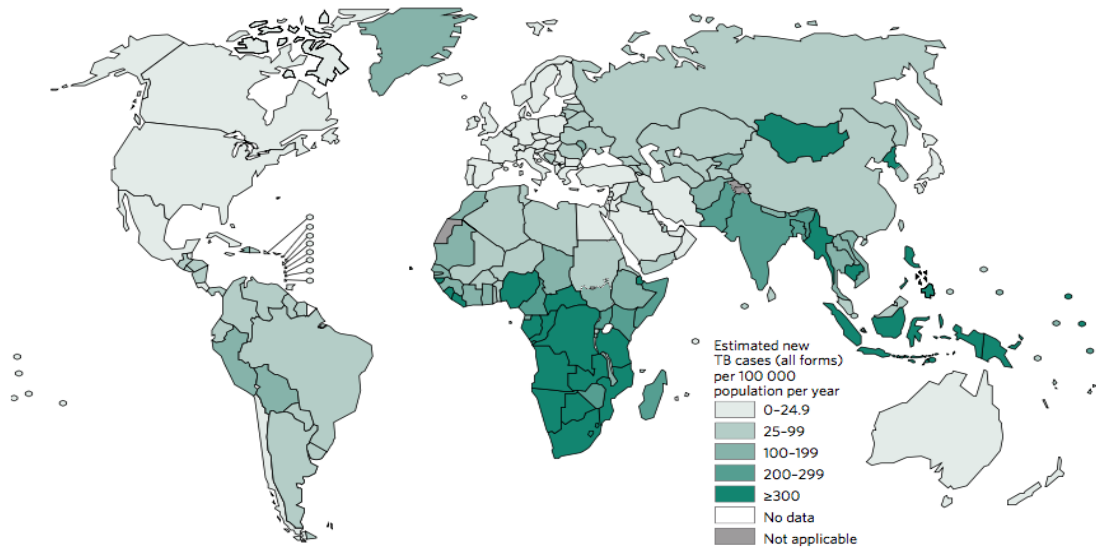 Estimated new
TB cases (all forms)
per 100 000
population per year
0–24.9
25–99
100–199
200–299
≥300
No data
Not applicable